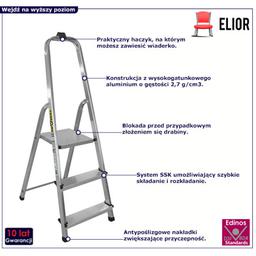 Wejdź na wyższy poziom
ELIOR
Praktyczny haczyk, na którym
możesz zawiesić wiaderko.
Konstrukcja z wysokogatunkowego
aluminium o gęstości 2,7 g/cm3.
Blokada przed przypadkowym
złożeniem się drabiny.
System SSK umożliwiający szybkie
składanie i rozkładanie.
Antypoślizgowe nakładki
zwiększające przyczepność.
10 lat
Gwarancji
Edinos
Standards